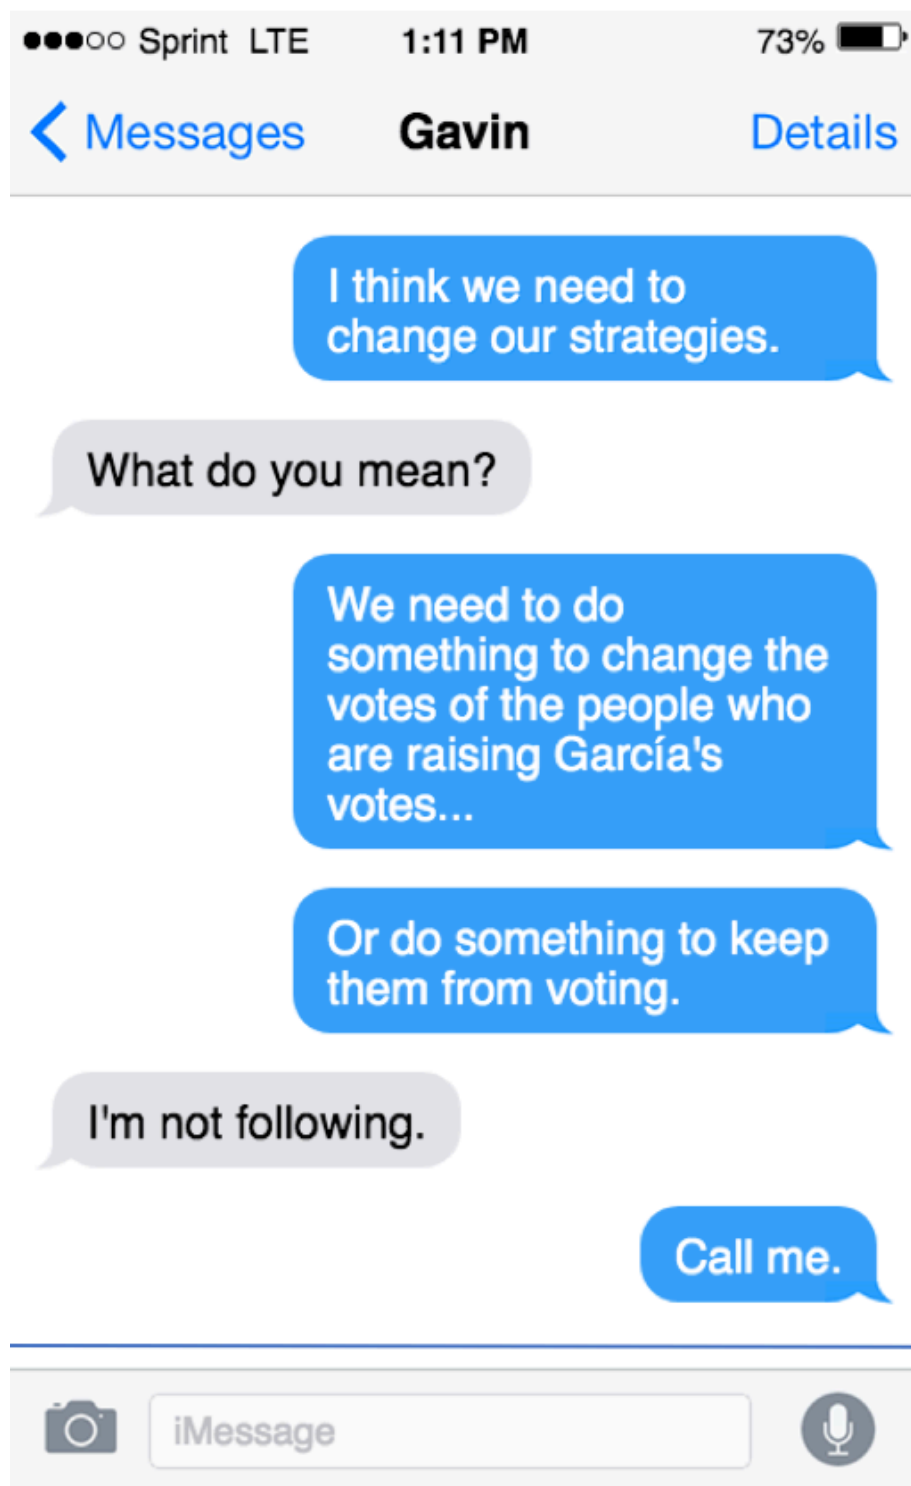 Sprint LTE 1:11 PM 73%
Messages Gavin Details
I think we need to
change our strategies.
What do you mean?
We need to do
something to change the
votes of the people who
are raising García's
votes...
Or do something to keep
them from voting.
I'm not following.
Call me.
iMessage